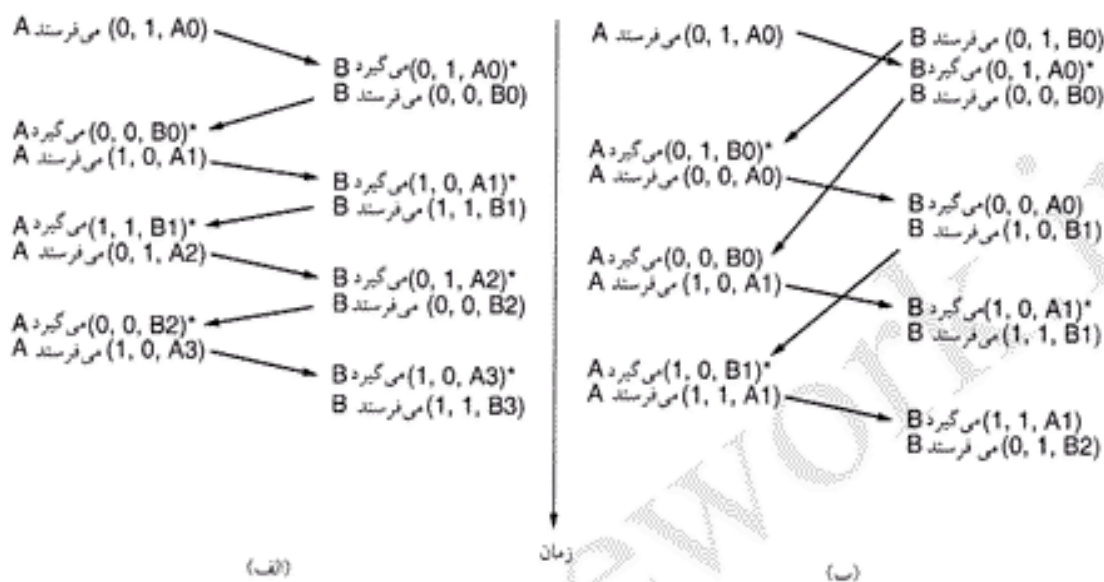 A می‌فرستد (0, 1, A0)
B می‌گیرد (0, 1, A0)*
B می‌فرستد (0, 0, B0)
A می‌گیرد (0, 0, B0)*
A می‌فرستد (1, 0, A1)
B می‌گیرد (1, 0, A1)*
B می‌فرستد (1, 1, B1)
A می‌گیرد (1, 1, B1)*
A می‌فرستد (0, 1, A2)
B می‌گیرد (0, 1, A2)*
B می‌فرستد (0, 0, B2)
A می‌گیرد (0, 0, B2)*
A می‌فرستد (1, 0, A3)
B می‌گیرد (1, 0, A3)*
B می‌فرستد (1, 1, B3)
(الف)
زمان
A می‌فرستد (0, 1, A0)
B می‌فرستد (0, 1, B0)
B می‌گیرد (0, 1, A0)*
B می‌فرستد (0, 0, B0)
A می‌گیرد (0, 1, B0)*
A می‌فرستد (0, 0, A0)
B می‌گیرد (0, 0, A0)
B می‌فرستد (1, 0, B1)
A می‌گیرد (0, 0, B0)
A می‌فرستد (1, 0, A1)
B می‌گیرد (1, 0, A1)*
B می‌فرستد (1, 1, B1)
A می‌گیرد (1, 0, B1)*
A می‌فرستد (1, 1, A1)
B می‌گیرد (1, 1, A1)
B می‌فرستد (0, 1, B2)
(ب)